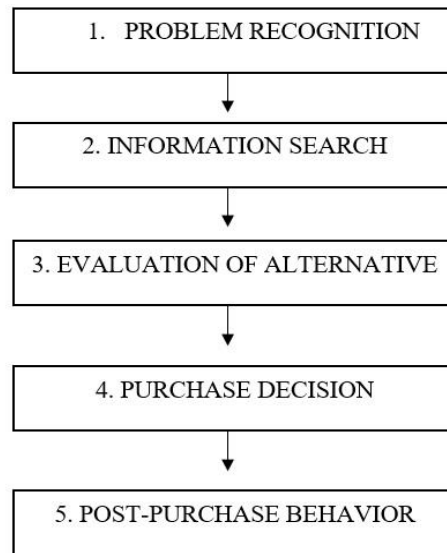 1. PROBLEM RECOGNITION
2. INFORMATION SEARCH
3. EVALUATION OF ALTERNATIVE
4. PURCHASE DECISION
5. POST-PURCHASE BEHAVIOR